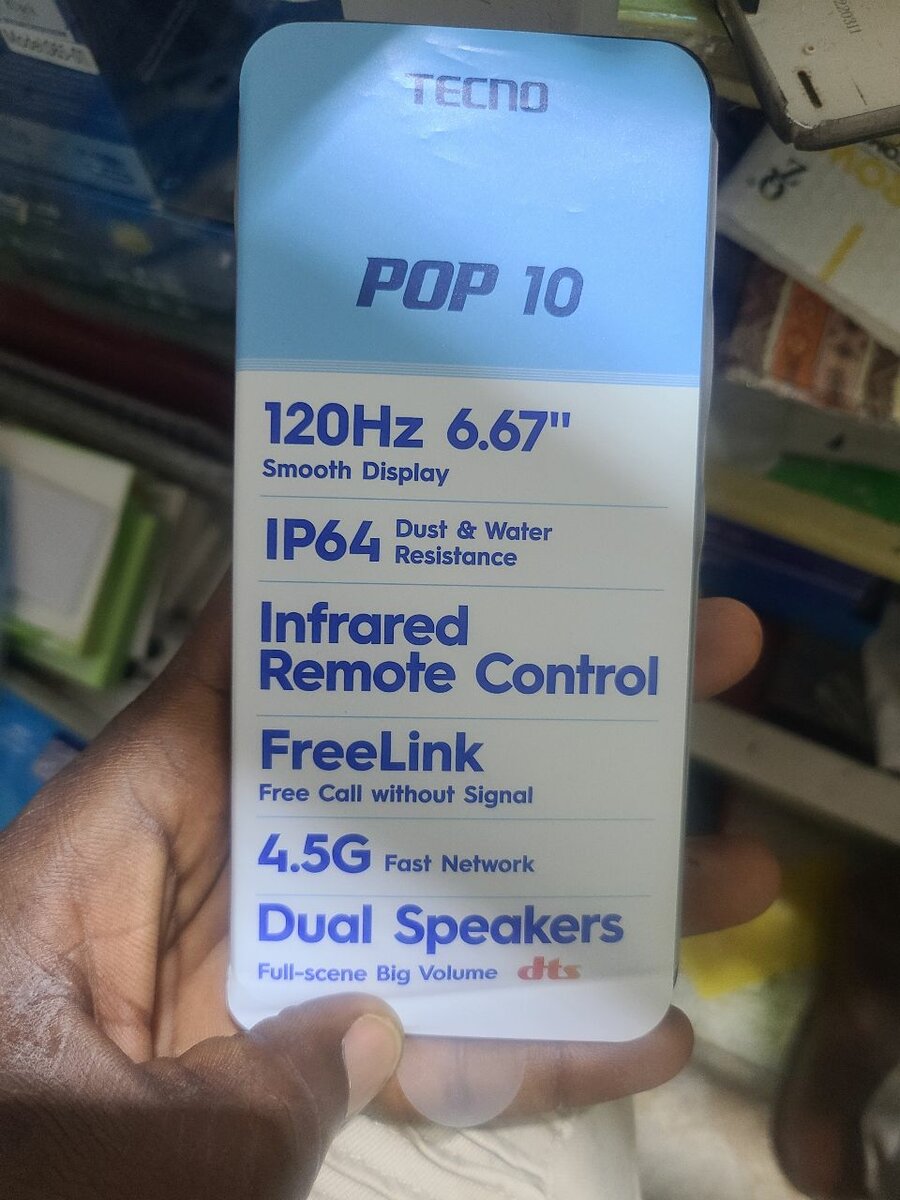 TECNO
POP 10
120Hz 6.67"
Smooth Display
IP64 Dust & Water
Resistance
Infrared
Remote Control
FreeLink
Free Call without Signal
4.5G Fast Network
Dual Speakers
Full-scene Big Volume dts